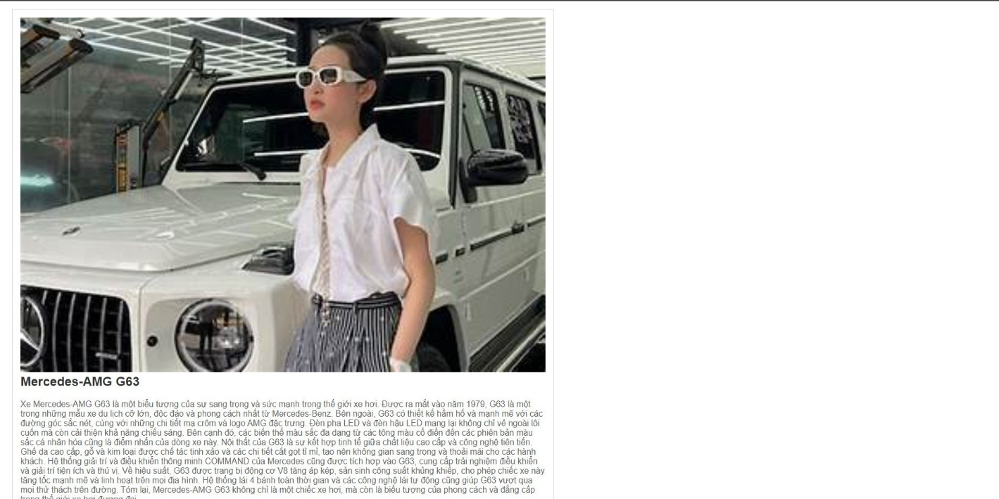 Mercedes-AMG G63
Xe Mercedes-AMG G63 là một biểu tượng của sự sang trọng và sức mạnh trong thế giới xe hơi. Được ra mắt vào năm 1979, G63 là một
trong những mẫu xe du lịch cỡ lớn, độc đáo và phong cách nhất từ Mercedes-Benz. Bên ngoài, G63 có thiết kế hầm hố và mạnh mẽ với các
đường góc sắc nét, cùng với những chi tiết mạ crôm và logo AMG đặc trưng. Đèn pha LED và đèn hậu LED mang lại không chỉ vẻ ngoài lôi
cuốn mà còn cải thiện khả năng chiếu sáng. Bên cạnh đó, các biến thể màu sắc đa dạng từ các tông màu cổ điển đến các phiên bản màu
sắc cá nhân hóa cũng là điểm nhấn của dòng xe này. Nội thất của G63 là sự kết hợp tinh tế giữa chất liệu cao cấp và công nghệ tiên tiến.
Ghế da cao cấp, gỗ và kim loại được chế tác tinh xảo và các chi tiết cắt gọt tỉ mỉ, tạo nên không gian sang trọng và thoải mái cho các hành
khách. Hệ thống giải trí và điều khiển thông minh COMMAND của Mercedes cũng được tích hợp vào G63, cung cấp trải nghiệm điều khiển
và giải trí tiện ích và thú vị. Về hiệu suất, G63 được trang bị động cơ V8 tăng áp kép, sản sinh công suất khủng khiếp, cho phép chiếc xe này
tăng tốc mạnh mẽ và linh hoạt trên mọi địa hình. Hệ thống lái 4 bánh toàn thời gian và các công nghệ lái tự động cũng giúp G63 vượt qua
mọi thử thách trên đường. Tóm lại, Mercedes-AMG G63 không chỉ là một chiếc xe hơi, mà còn là biểu tượng của phong cách và đẳng cấp
trong thế giới xe hơi đương đại.